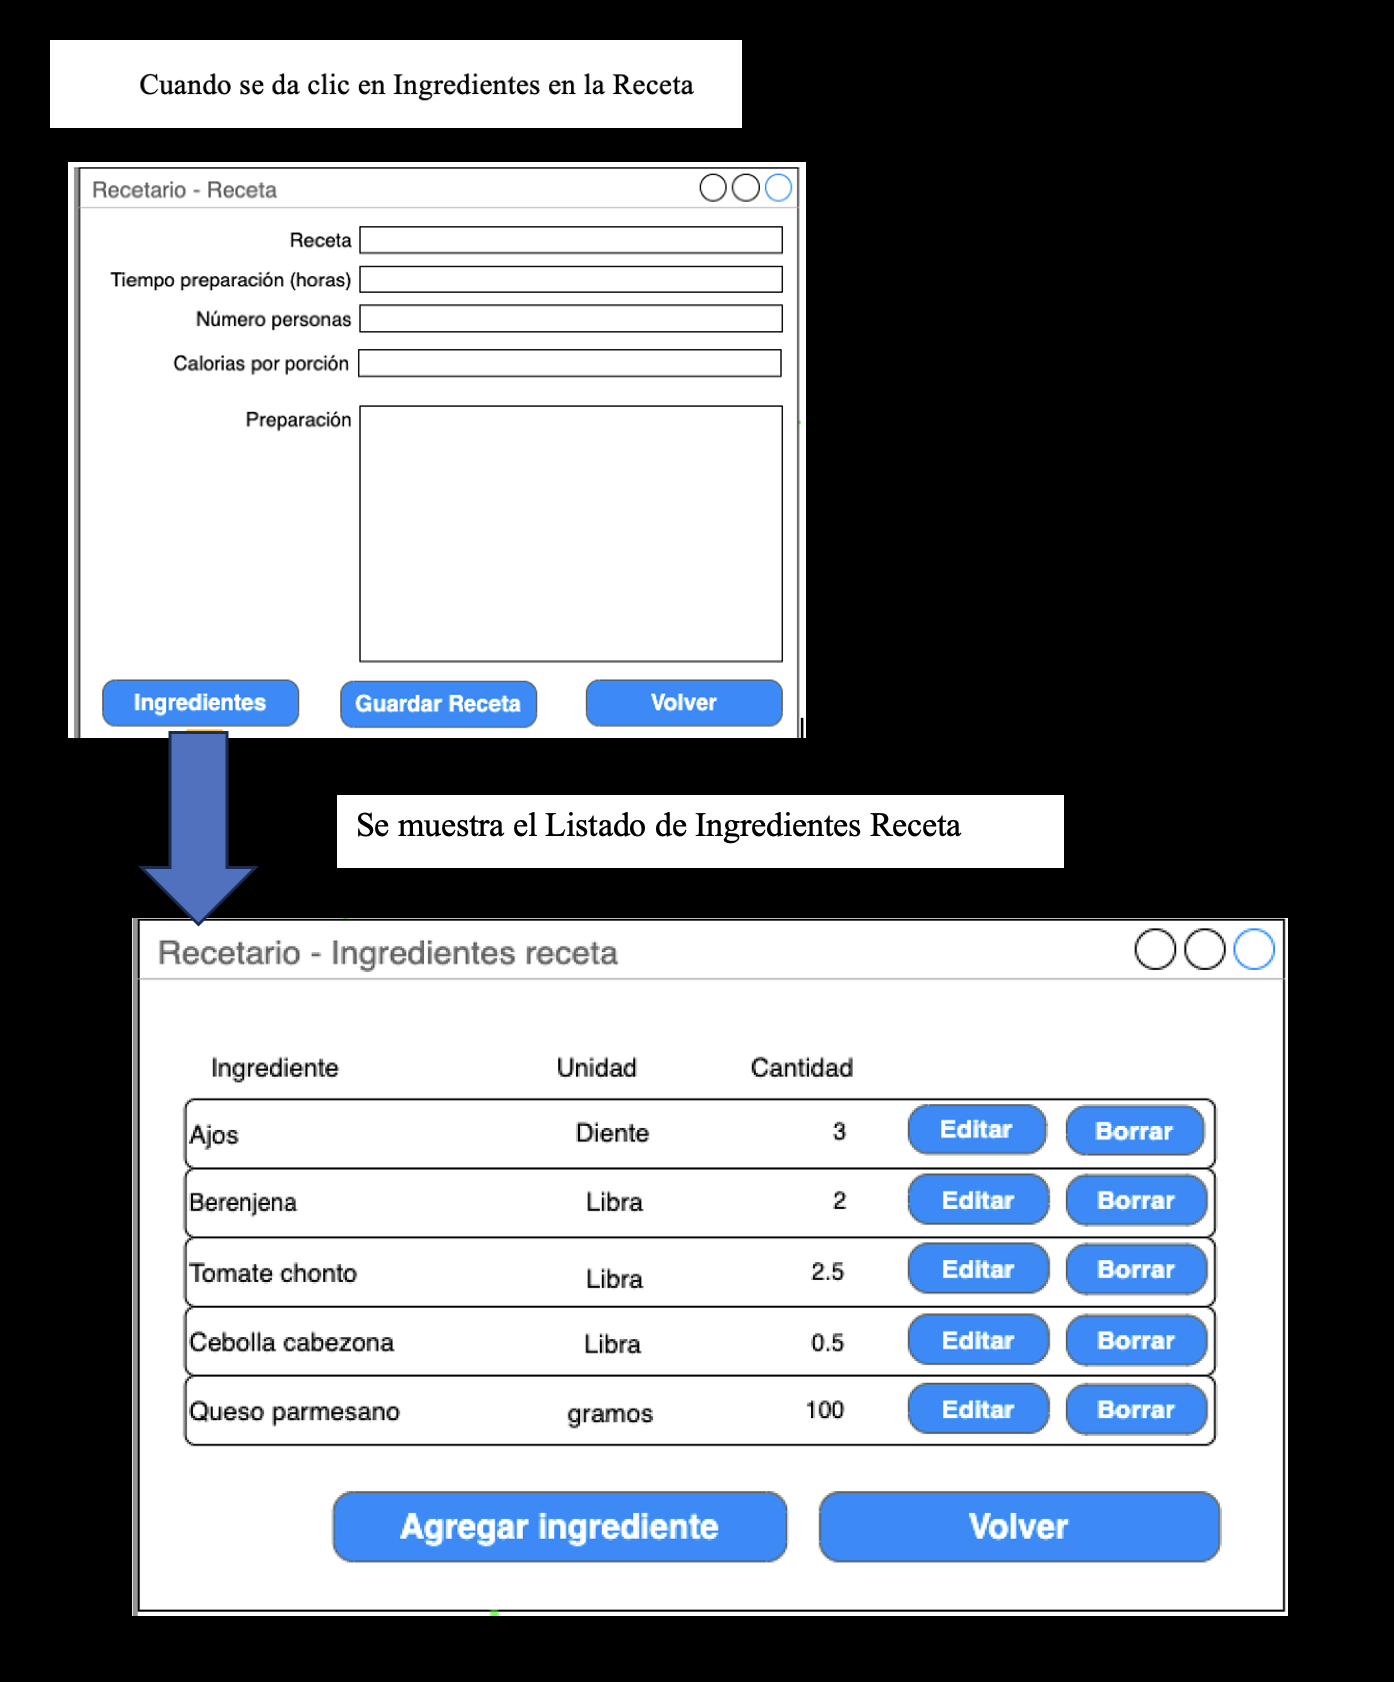 Cuando se da clic en Ingredientes en la Receta
Recetario - Receta
Receta
Tiempo preparación (horas)
Número personas
Calorias por porción
Preparación
Ingredientes Guardar Receta Volver
Se muestra el Listado de Ingredientes Receta
Recetario - Ingredientes receta
Ingrediente Unidad Cantidad
Ajos Diente 3 Editar Borrar
Berenjena Libra 2 Editar Borrar
Tomate chonto Libra 2.5 Editar Borrar
Cebolla cabezona Libra 0.5 Editar Borrar
Queso parmesano gramos 100 Editar Borrar
Agregar ingrediente Volver